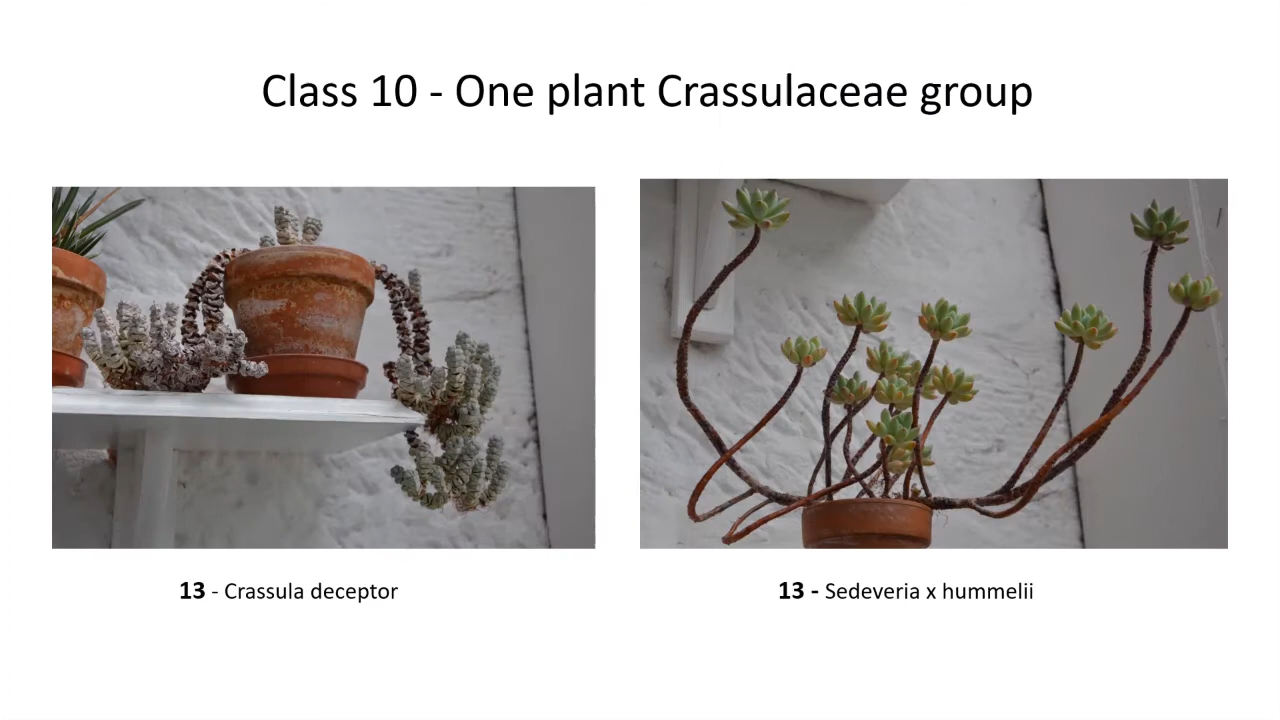 Class 10 - One plant Crassulaceae group
13 - Crassula deceptor
13 - Sedeveria x hummelii